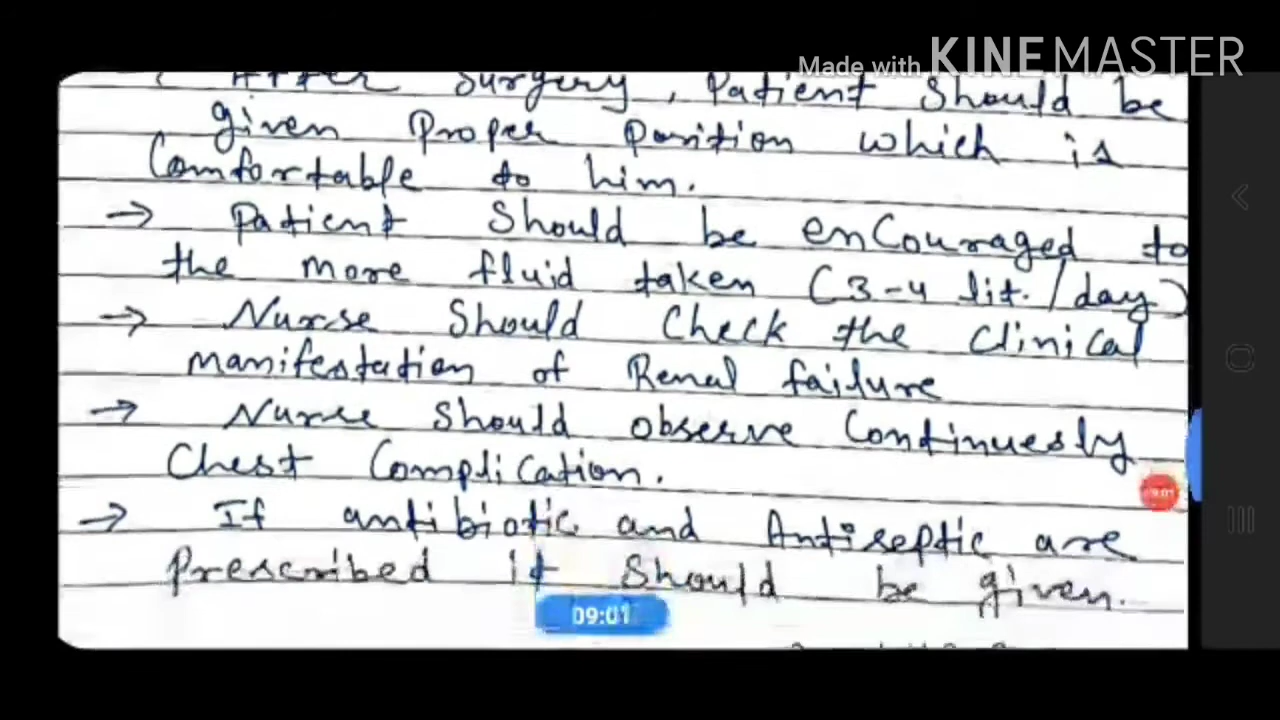 Made with KINEMASTER
After Surgery, Patient Should be
given Proper Position which is
Comfortable to him.
→ Patient Should be enCouraged to
the more fluid taken (3-4 lit./day)
→ Nurse Should Check the Clinical
manifestation of Renal failure
→ Nurse Should observe Continuesly
Chest Complication.
→ If antibiotic and Antiseptic are
Prescribed it Should be given.
09:01
09:01